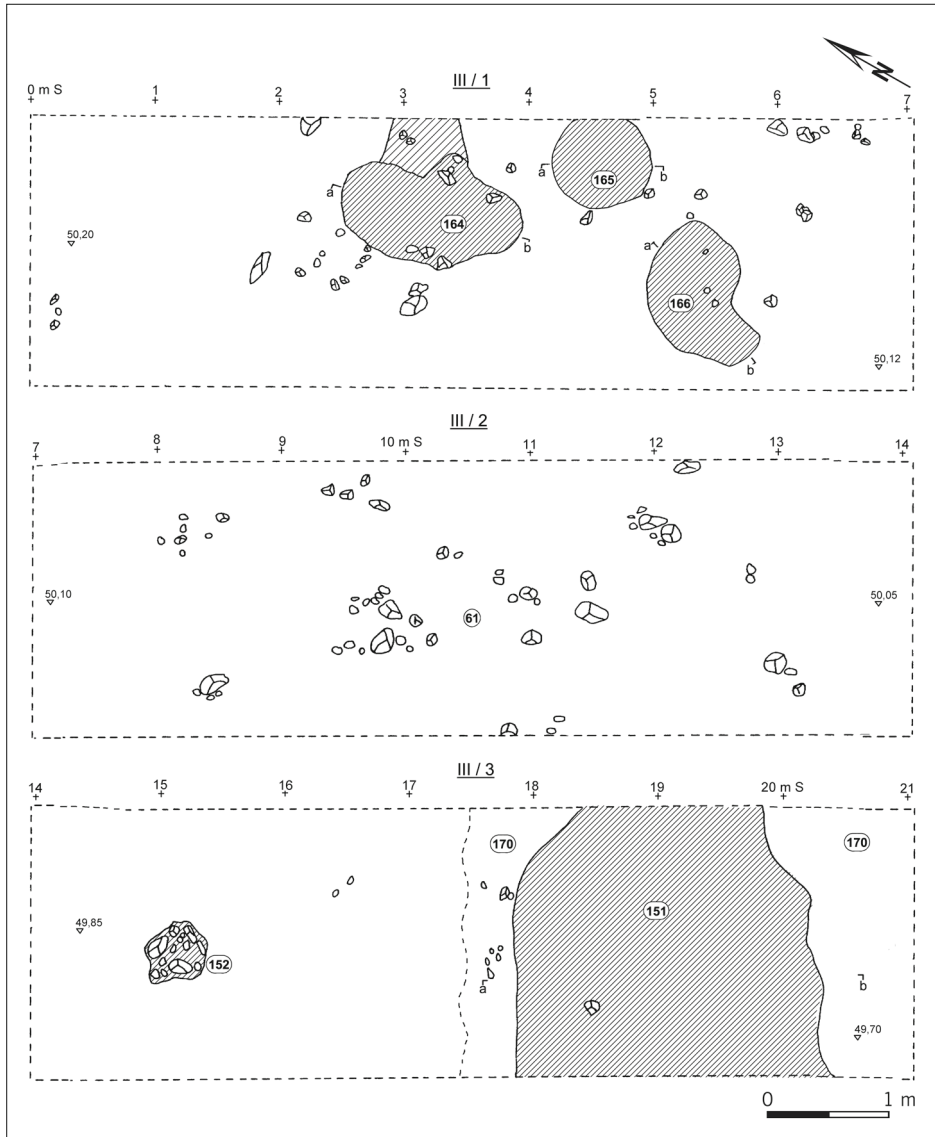 N
III / 1
0 m S 1 2 3 4 5 6 7
a 164 b
a 165 b
50,20
a 166 b
50,12
III / 2
7 8 9 10 m S 11 12 13 14
50,10 61 50,05
III / 3
14 15 16 17 18 19 20 m S 21
170 170
151
49,85
152
a b
49,70
0 1 m